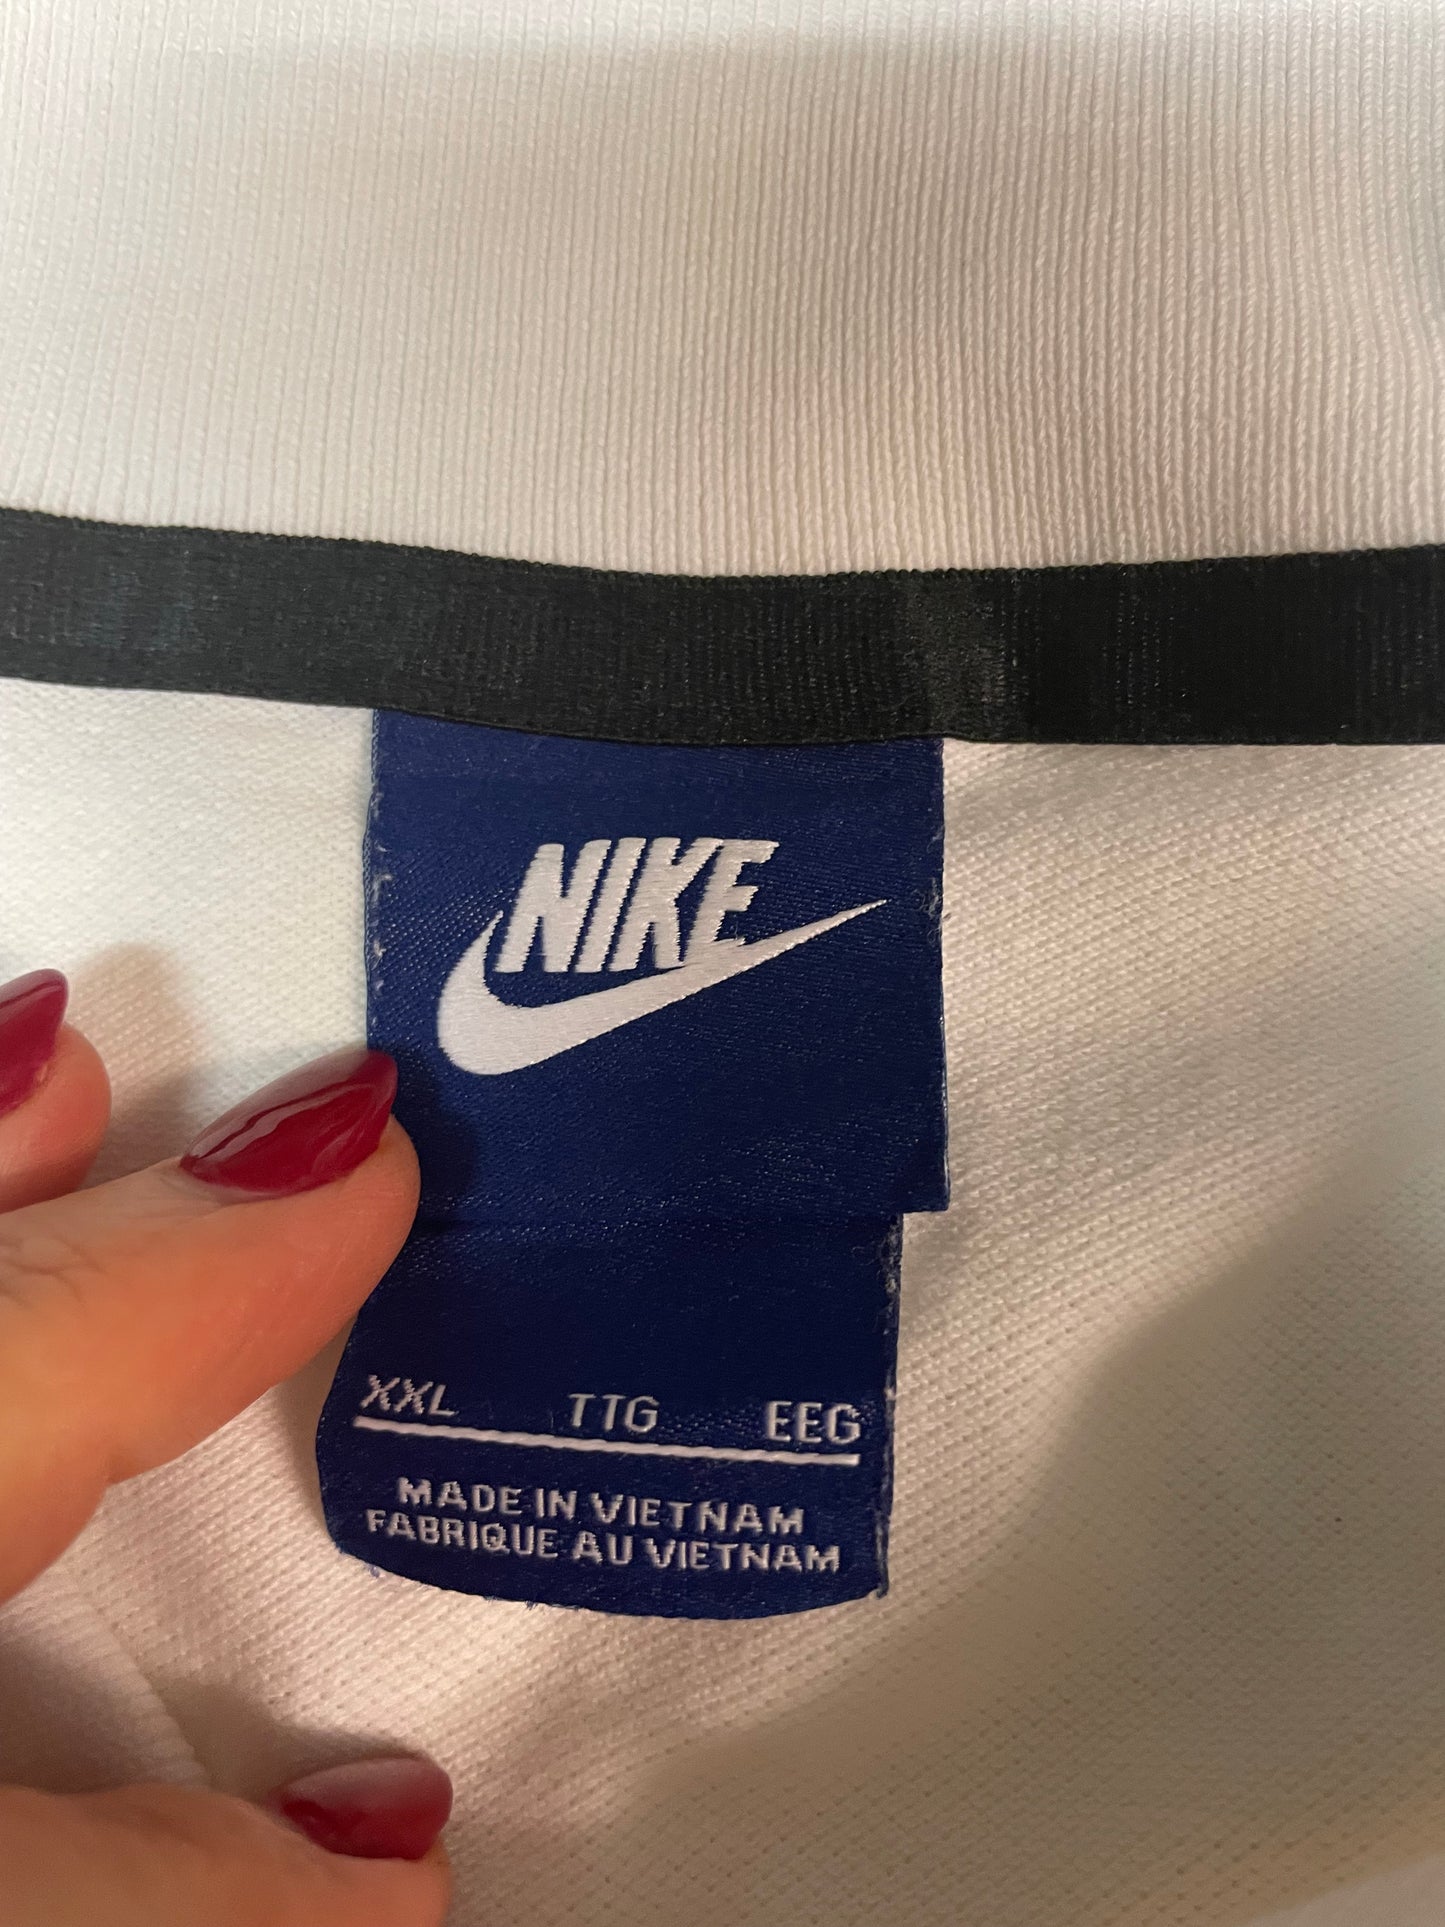 NIKE
XXL TTG EEG
MADE IN VIETNAM
FABRIQUE AU VIETNAM